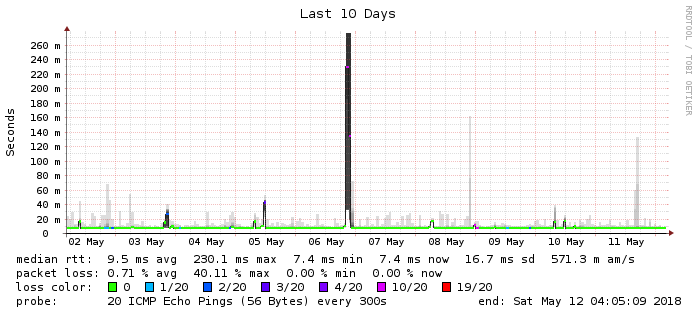 Last 10 Days
RRDTOOL / TOBI OETIKER
Seconds
260 m
240 m
220 m
200 m
180 m
160 m
140 m
120 m
100 m
80 m
60 m
40 m
20 m
0
02 May 03 May 04 May 05 May 06 May 07 May 08 May 09 May 10 May 11 May
median rtt: 9.5 ms avg 230.1 ms max 7.4 ms min 7.4 ms now 16.7 ms sd 571.3 m am/s
packet loss: 0.71 % avg 40.11 % max 0.00 % min 0.00 % now
loss color: 0 1/20 2/20 3/20 4/20 10/20 19/20
probe: 20 ICMP Echo Pings (56 Bytes) every 300s end: Sat May 12 04:05:09 2018